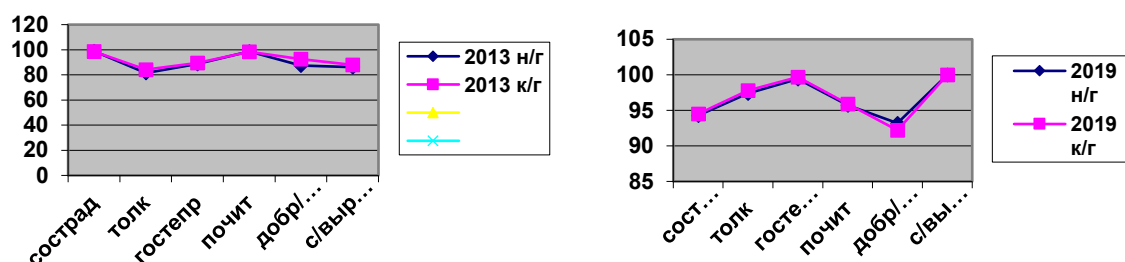 120
100
80
60
40
20
0
сострад
толк
гостепр
почит
добр/...
с/выр...
2013 н/г
2013 к/г
105
100
95
90
85
сост...
толк
госте...
почит
добр/...
с/вы...
2019
н/г
2019
к/г